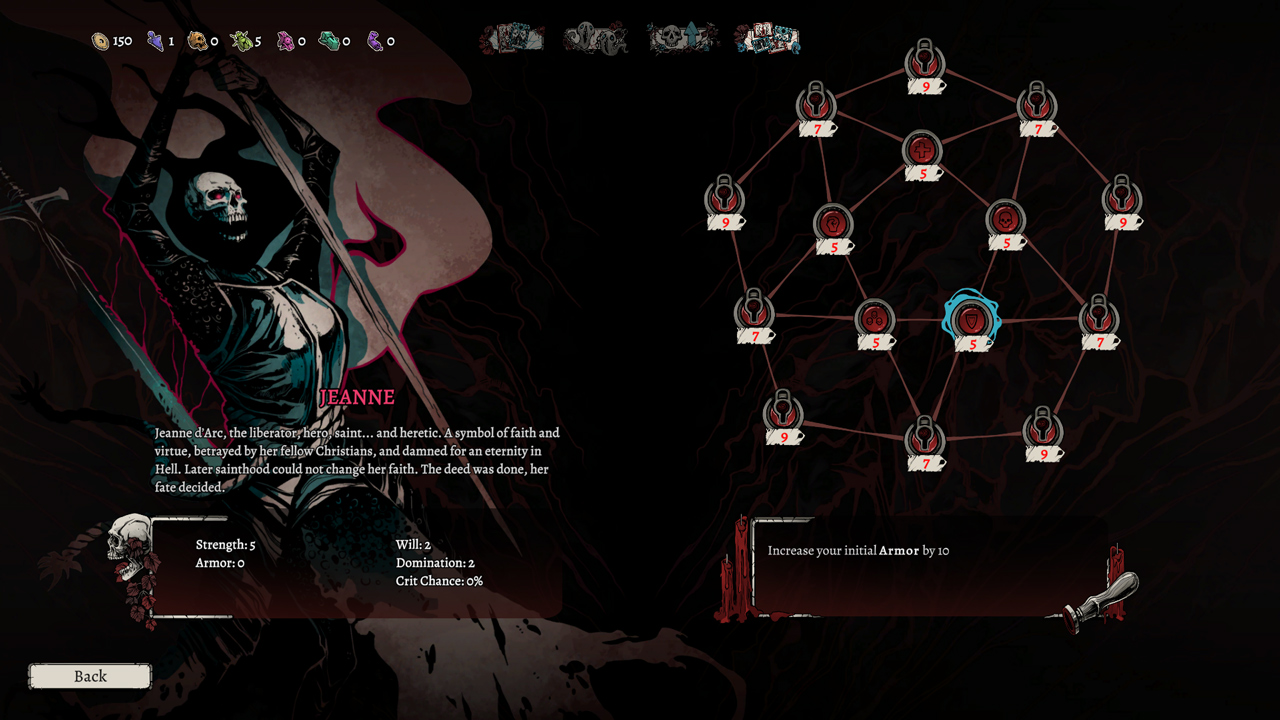 150 1 0 5 0 0 0
9
7 7
5
9 9
5 5
7 5 5 7
9 7 9
JEANNE
Jeanne d'Arc, the liberator, hero, saint... and heretic. A symbol of faith and
virtue, betrayed by her fellow Christians, and damned for an eternity in
Hell. Later sainthood could not change her faith. The deed was done, her
fate decided.
Strength: 5
Armor: 0
Will: 2
Domination: 2
Crit Chance: 0%
Increase your initial Armor by 10
Back